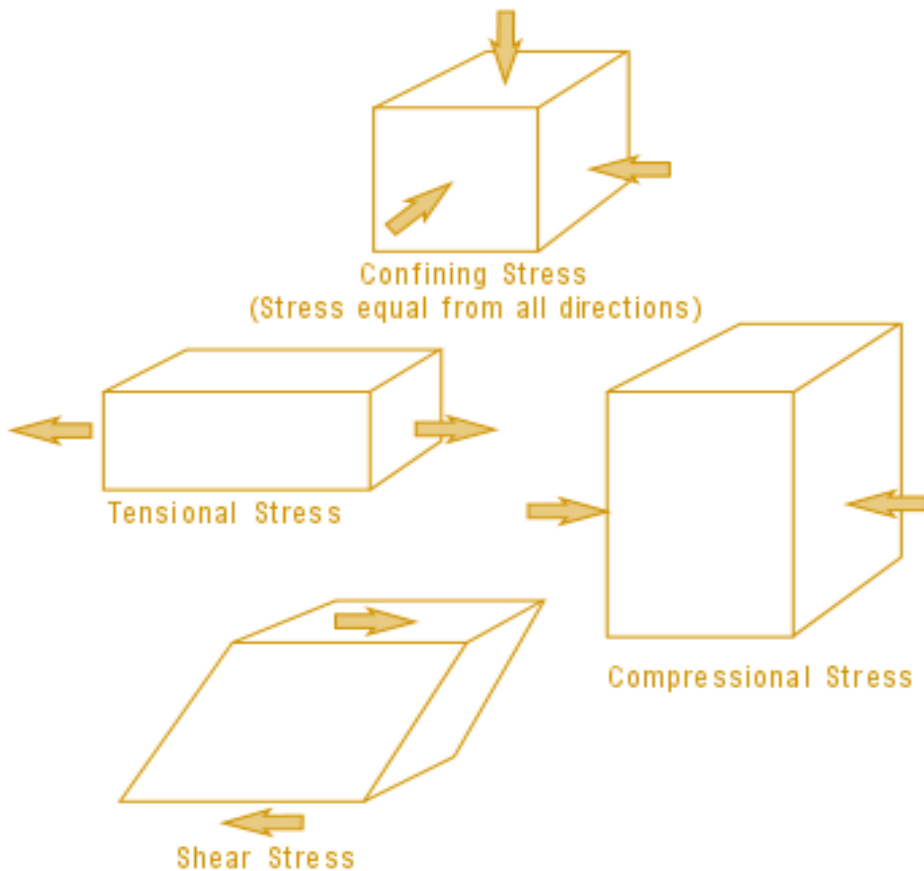 Confining Stress
(Stress equal from all directions)
Tensional Stress
Compressional Stress
Shear Stress